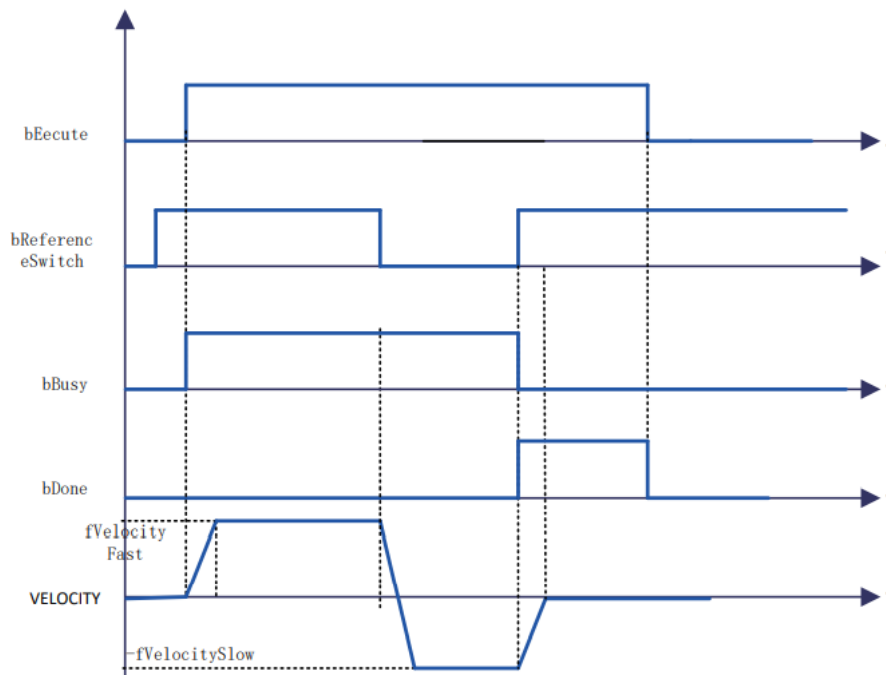 bEecute
bReferenc
eSwitch
bBusy
bDone
fVelocity
Fast
VELOCITY
-fVelocitySlow